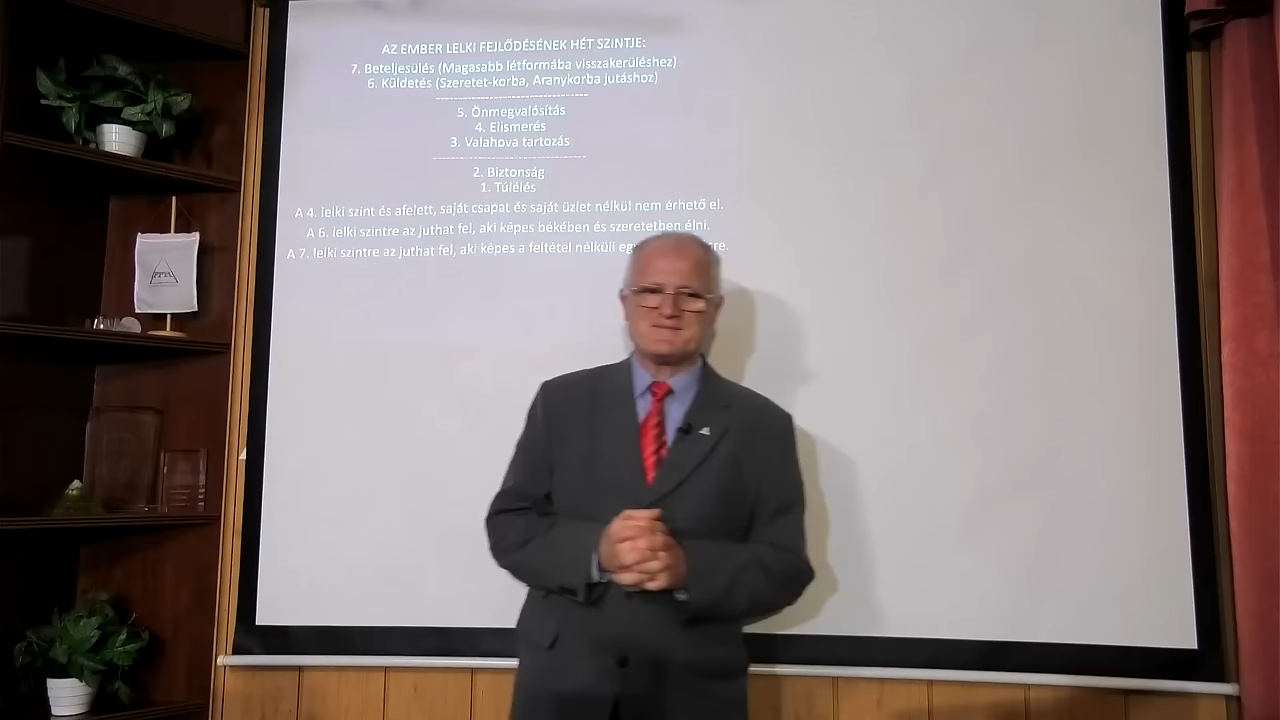 AZ EMBER LELKI FEJLŐDÉSÉNEK HÉT SZINTJE:
7. Beteljesülés (Magasabb létformába visszakerüléshez)
6. Küldetés (Szeretet-korba, Aranykorba jutáshoz)
5. Önmegvalósítás
4. Elismerés
3. Valahova tartozás
2. Biztonság
1. Túlélés
A 4. lelki szint és afelett, saját csapat és saját üzlet nélkül nem érhető el.
A 6. lelki szintre az juthat fel, aki képes békében és szeretetben élni.
A 7. lelki szintre az juthat fel, aki képes a feltétel nélküli